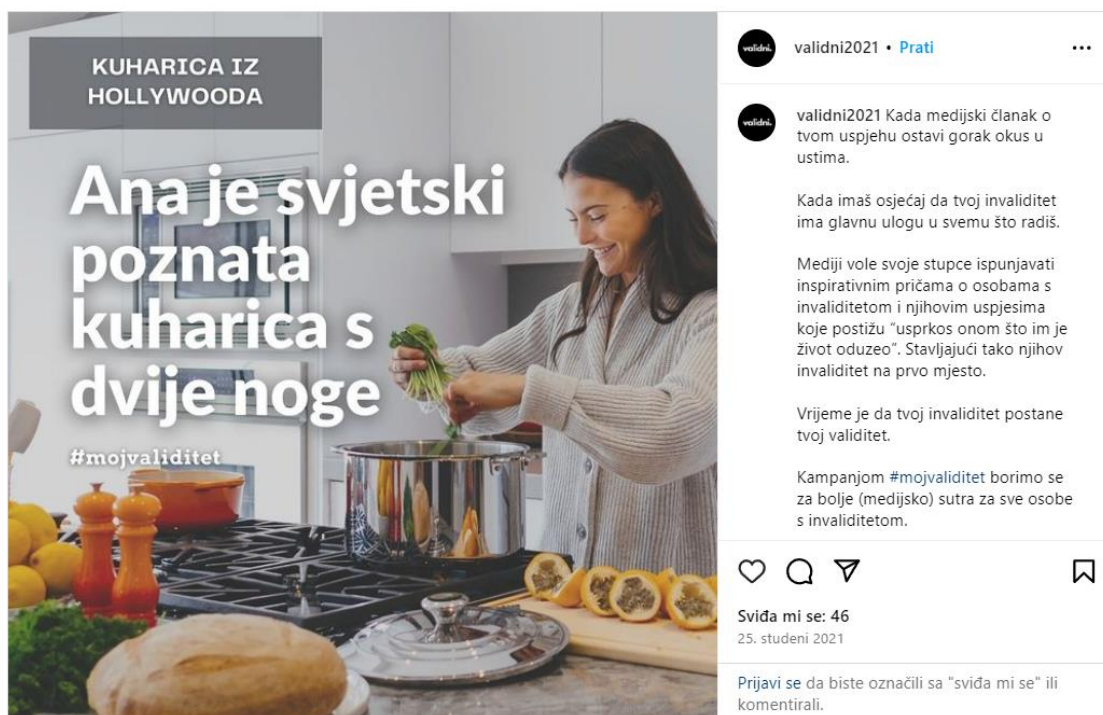 KUHARICA IZ
HOLLYWOODA
Ana je svjetski
poznata
kuharica s
dvije noge
#mojvaliditet
validni.
validni2021 • Prati
validni.
validni2021 Kada medijski članak o
tvom uspjehu ostavi gorak okus u
ustima.
Kada imaš osjećaj da tvoj invaliditet
ima glavnu ulogu u svemu što radiš.
Mediji vole svoje stupce ispunjavati
inspirativnim pričama o osobama s
invaliditetom i njihovim uspjesima
koje postižu "usprkos onom što im je
život oduzeo". Stavljajući tako njihov
invaliditet na prvo mjesto.
Vrijeme je da tvoj invaliditet postane
tvoj validitet.
Kampanjom #mojvaliditet borimo se
za bolje (medijsko) sutra za sve osobe
s invaliditetom.
Sviđa mi se: 46
25. studeni 2021
Prijavi se da biste označili sa "sviđa mi se" ili
komentirali.